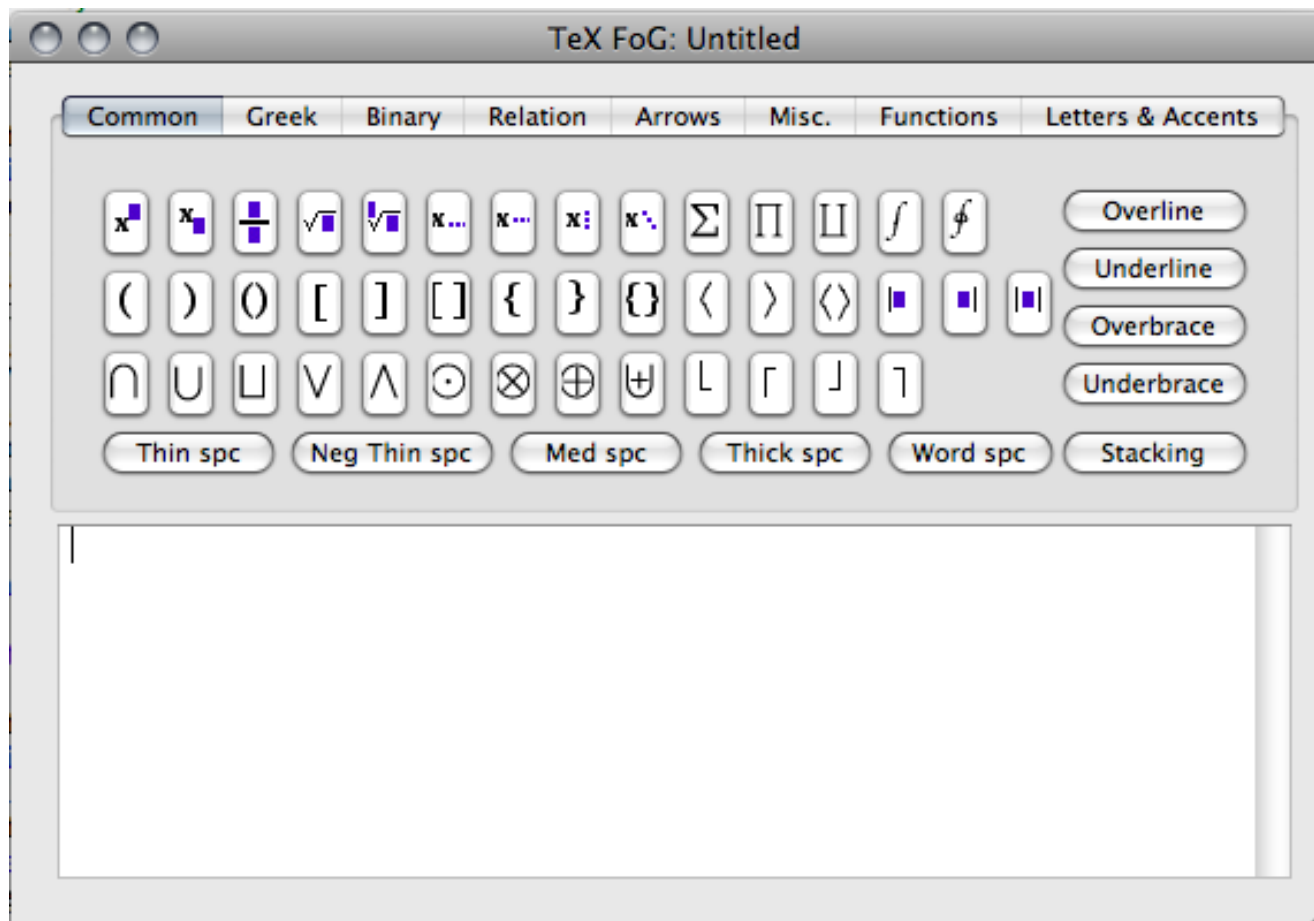 TeX FoG: Untitled
Common Greek Binary Relation Arrows Misc. Functions Letters & Accents
x x √ √ x... x··· x⋮ x⋱ ∑ ∏ ∐ ∫ ∮ Overline
Underline
( ) () [ ] [ ] { } {} ⟨ ⟩ ⟨⟩ | | | | Overbrace
∩ ∪ ⊔ ∨ ∧ ⊙ ⊗ ⊕ ⊎ ⌊ ⌈ ⌋ ⌉ Underbrace
Thin spc Neg Thin spc Med spc Thick spc Word spc Stacking